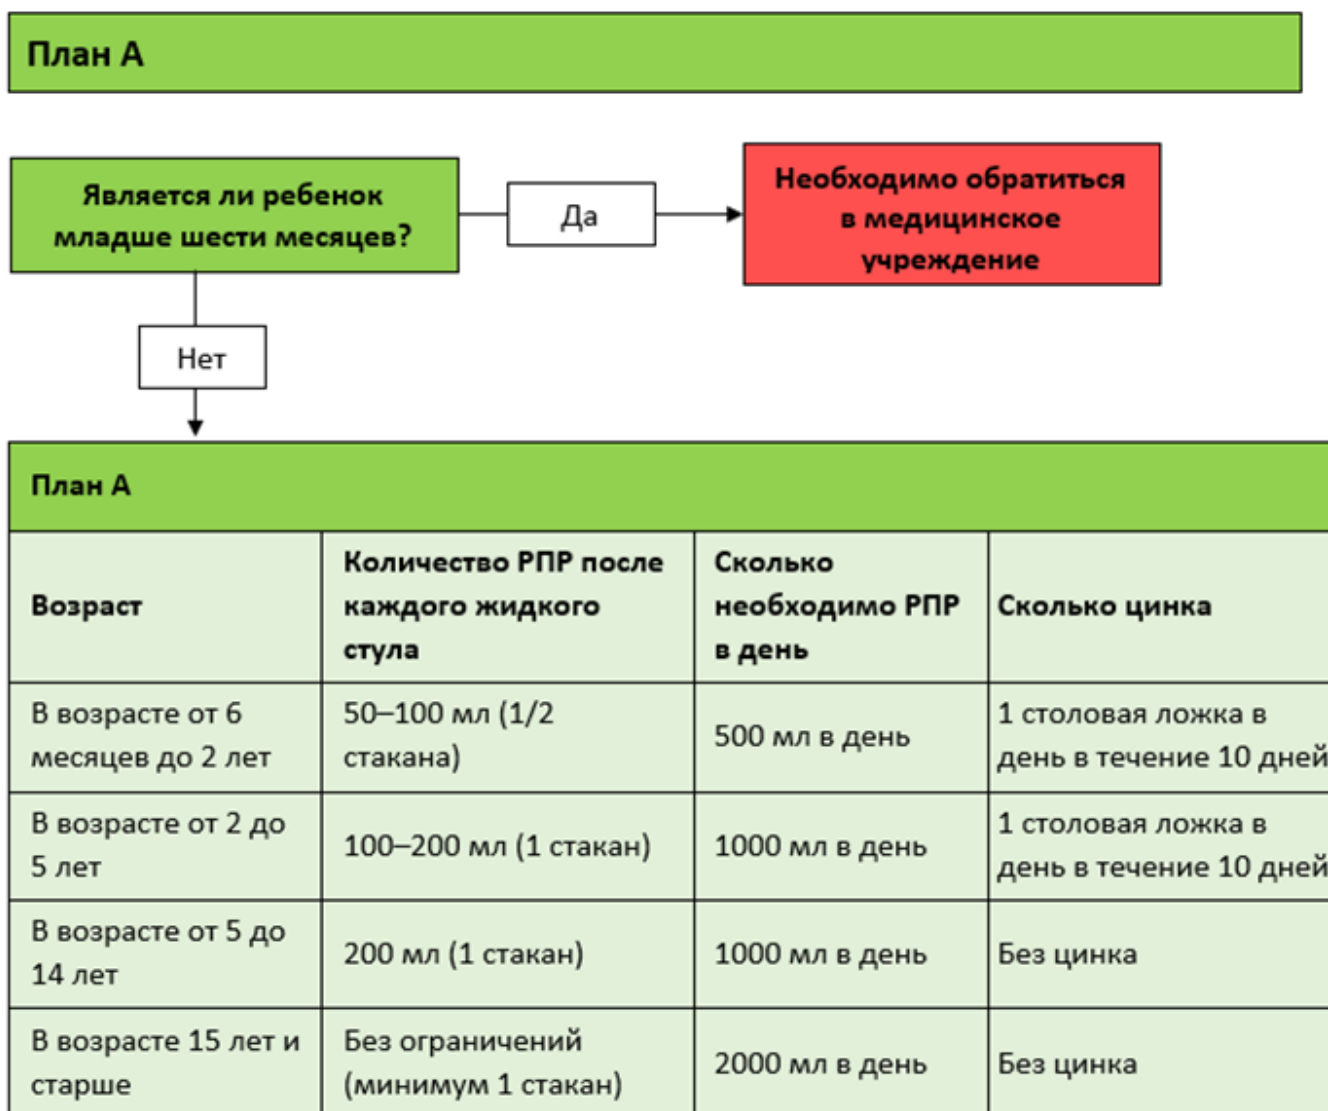 План А
Является ли ребенок
младше шести месяцев?
Да
Необходимо обратиться
в медицинское
учреждение
Нет
План А
Возраст
Количество РПР после
каждого жидкого
стула
Сколько
необходимо РПР
в день
Сколько цинка
В возрасте от 6
месяцев до 2 лет
50–100 мл (1/2
стакана)
500 мл в день
1 столовая ложка в
день в течение 10 дней
В возрасте от 2 до
5 лет
100–200 мл (1 стакан)
1000 мл в день
1 столовая ложка в
день в течение 10 дней
В возрасте от 5 до
14 лет
200 мл (1 стакан)
1000 мл в день
Без цинка
В возрасте 15 лет и
старше
Без ограничений
(минимум 1 стакан)
2000 мл в день
Без цинка